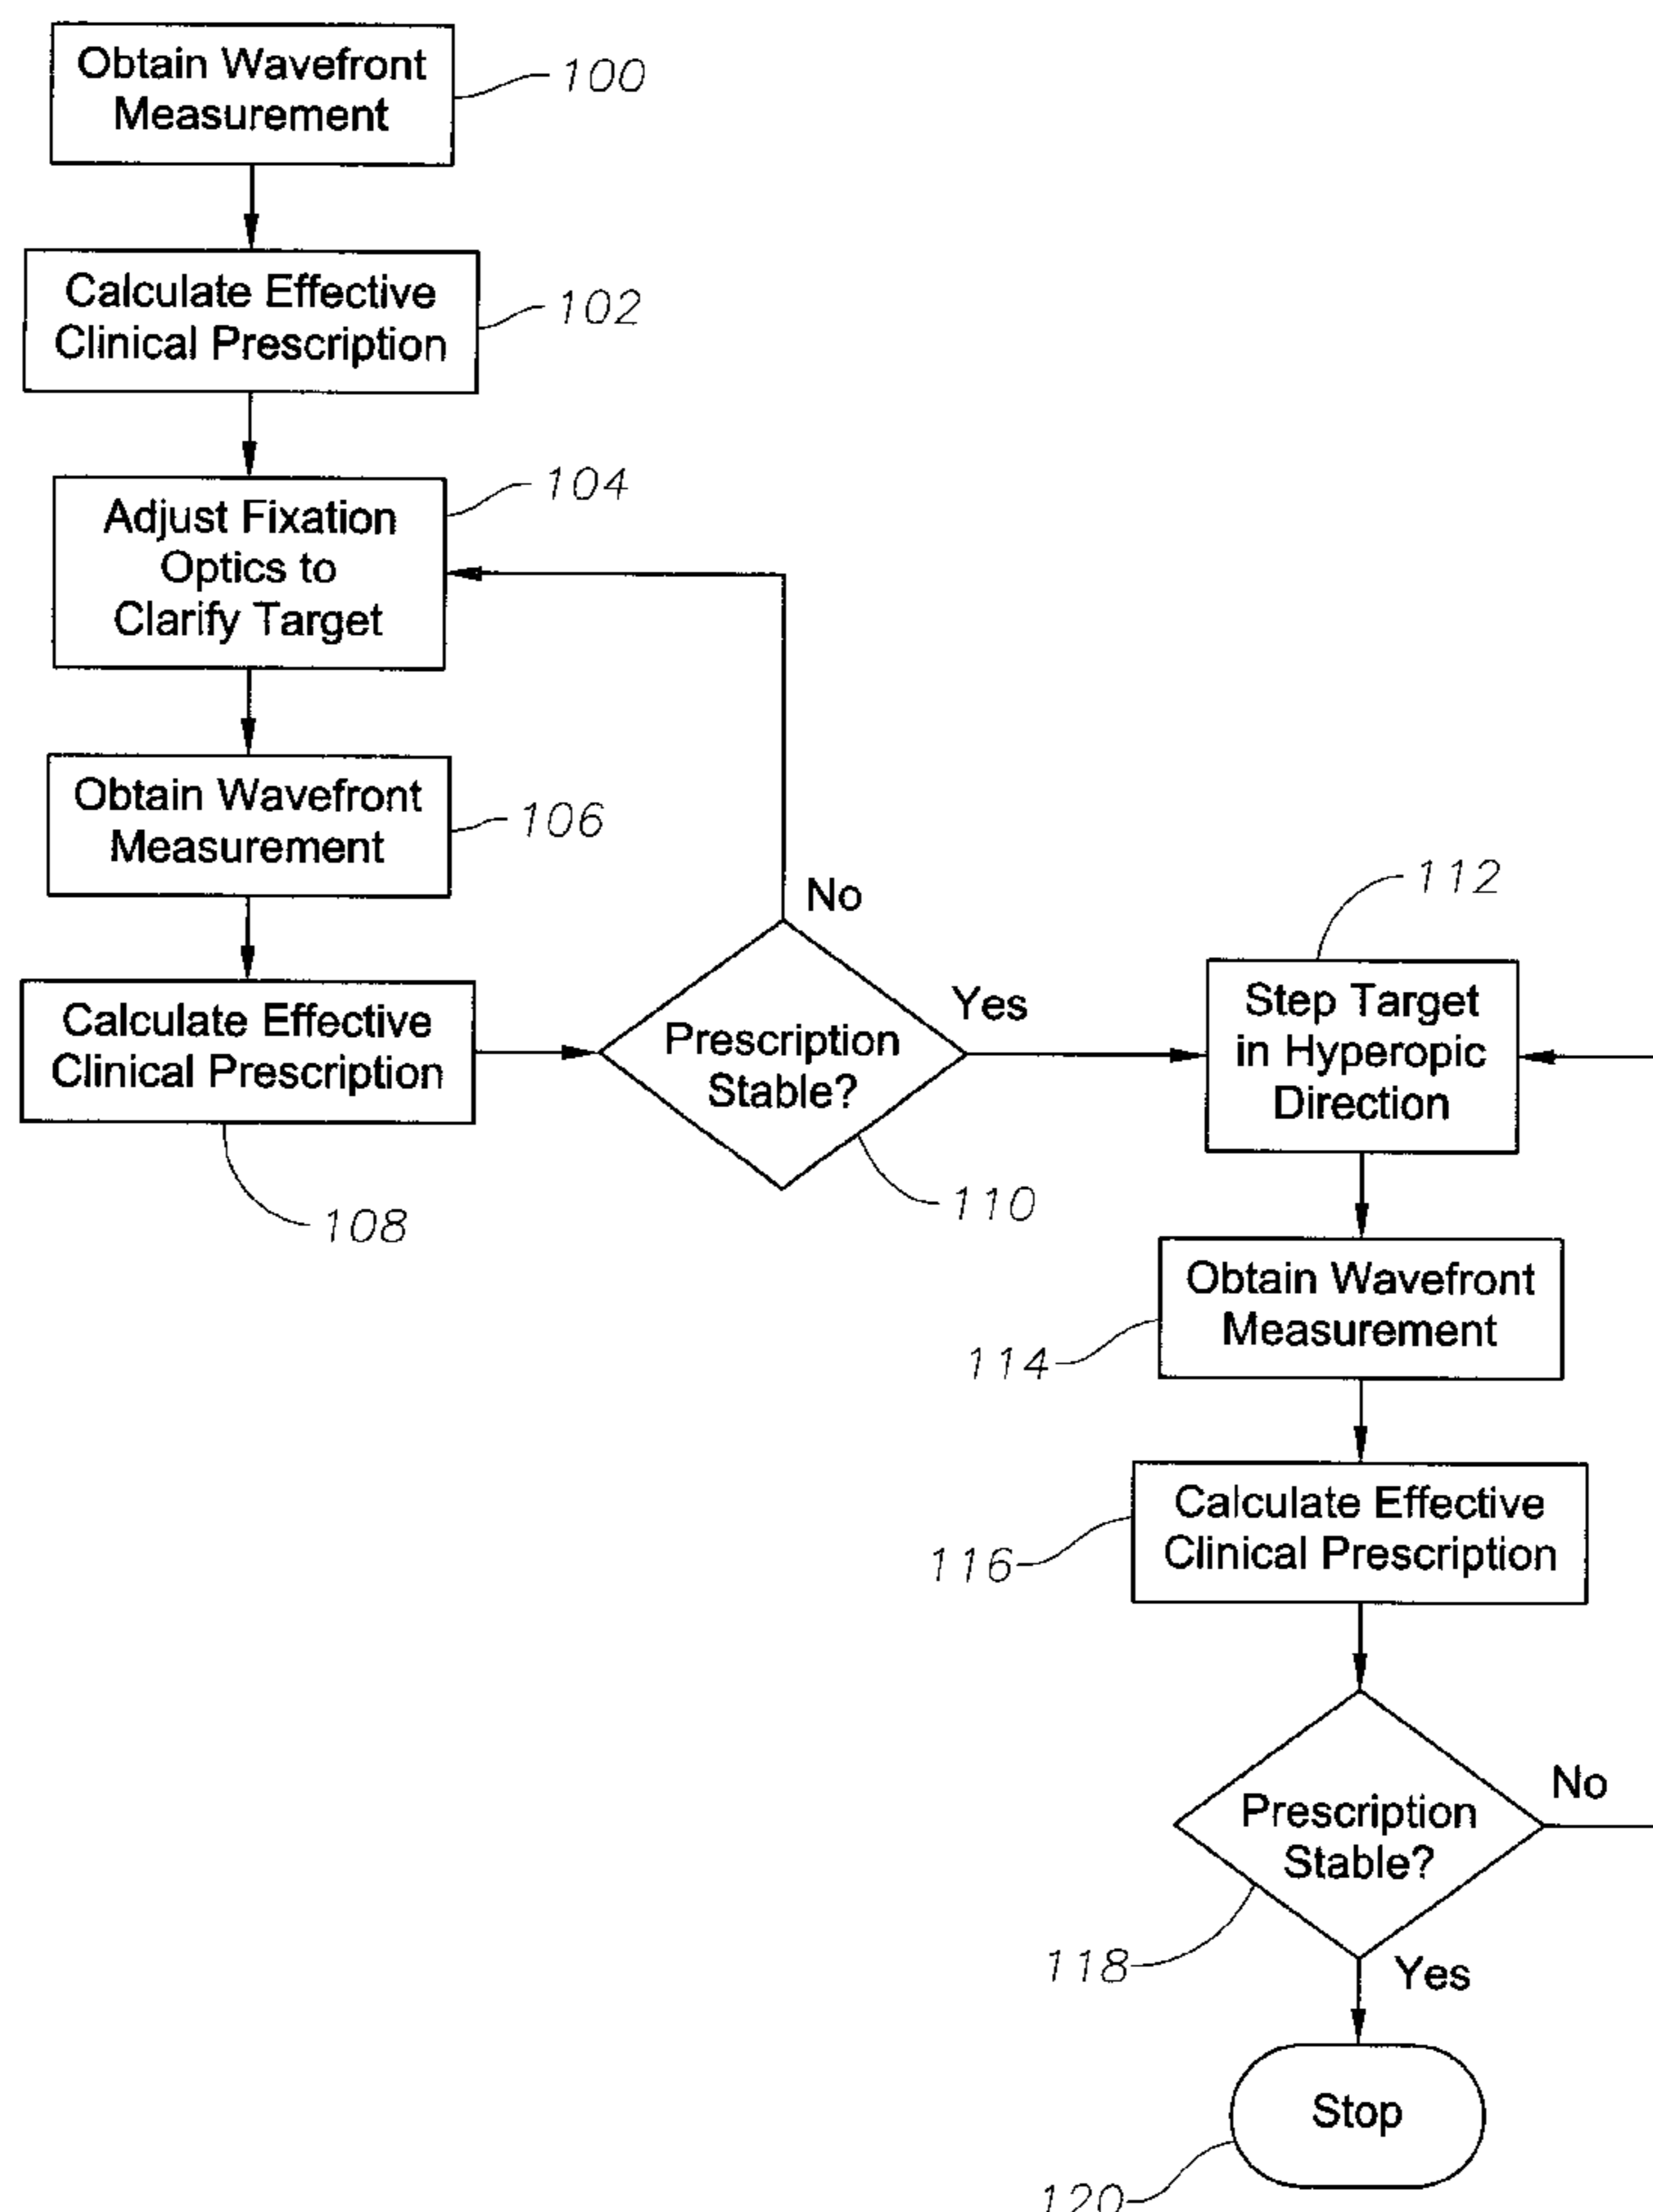 Obtain Wavefront
Measurement
100
Calculate Effective
Clinical Prescription
102
Adjust Fixation
Optics to
Clarify Target
104
Obtain Wavefront
Measurement
106
Calculate Effective
Clinical Prescription
108
Prescription
Stable?
110
No
Yes
Step Target
in Hyperopic
Direction
112
Obtain Wavefront
Measurement
114
Calculate Effective
Clinical Prescription
116
Prescription
Stable?
118
No
Yes
Stop
120